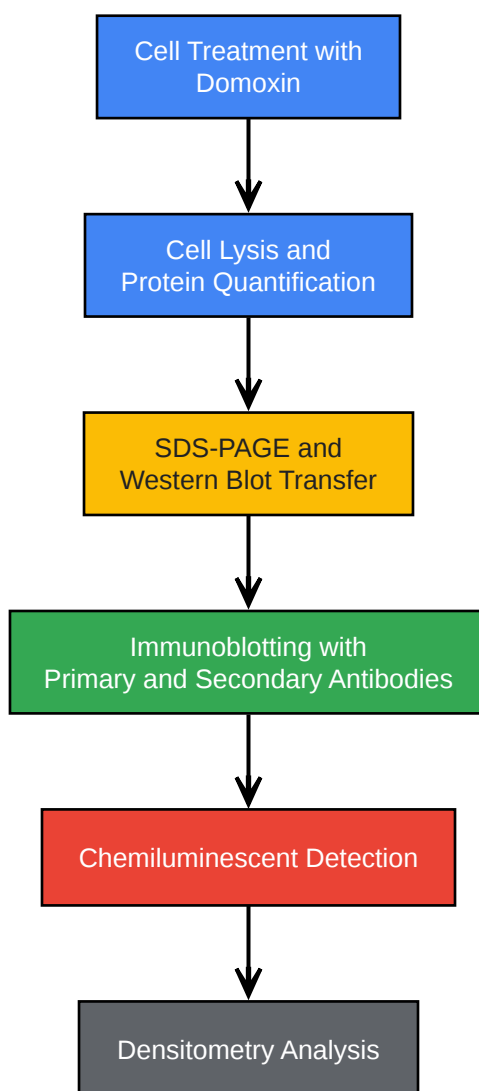 Cell Treatment with
Domoxin
Cell Lysis and
Protein Quantification
SDS-PAGE and
Western Blot Transfer
Immunoblotting with
Primary and Secondary Antibodies
Chemiluminescent Detection
Densitometry Analysis